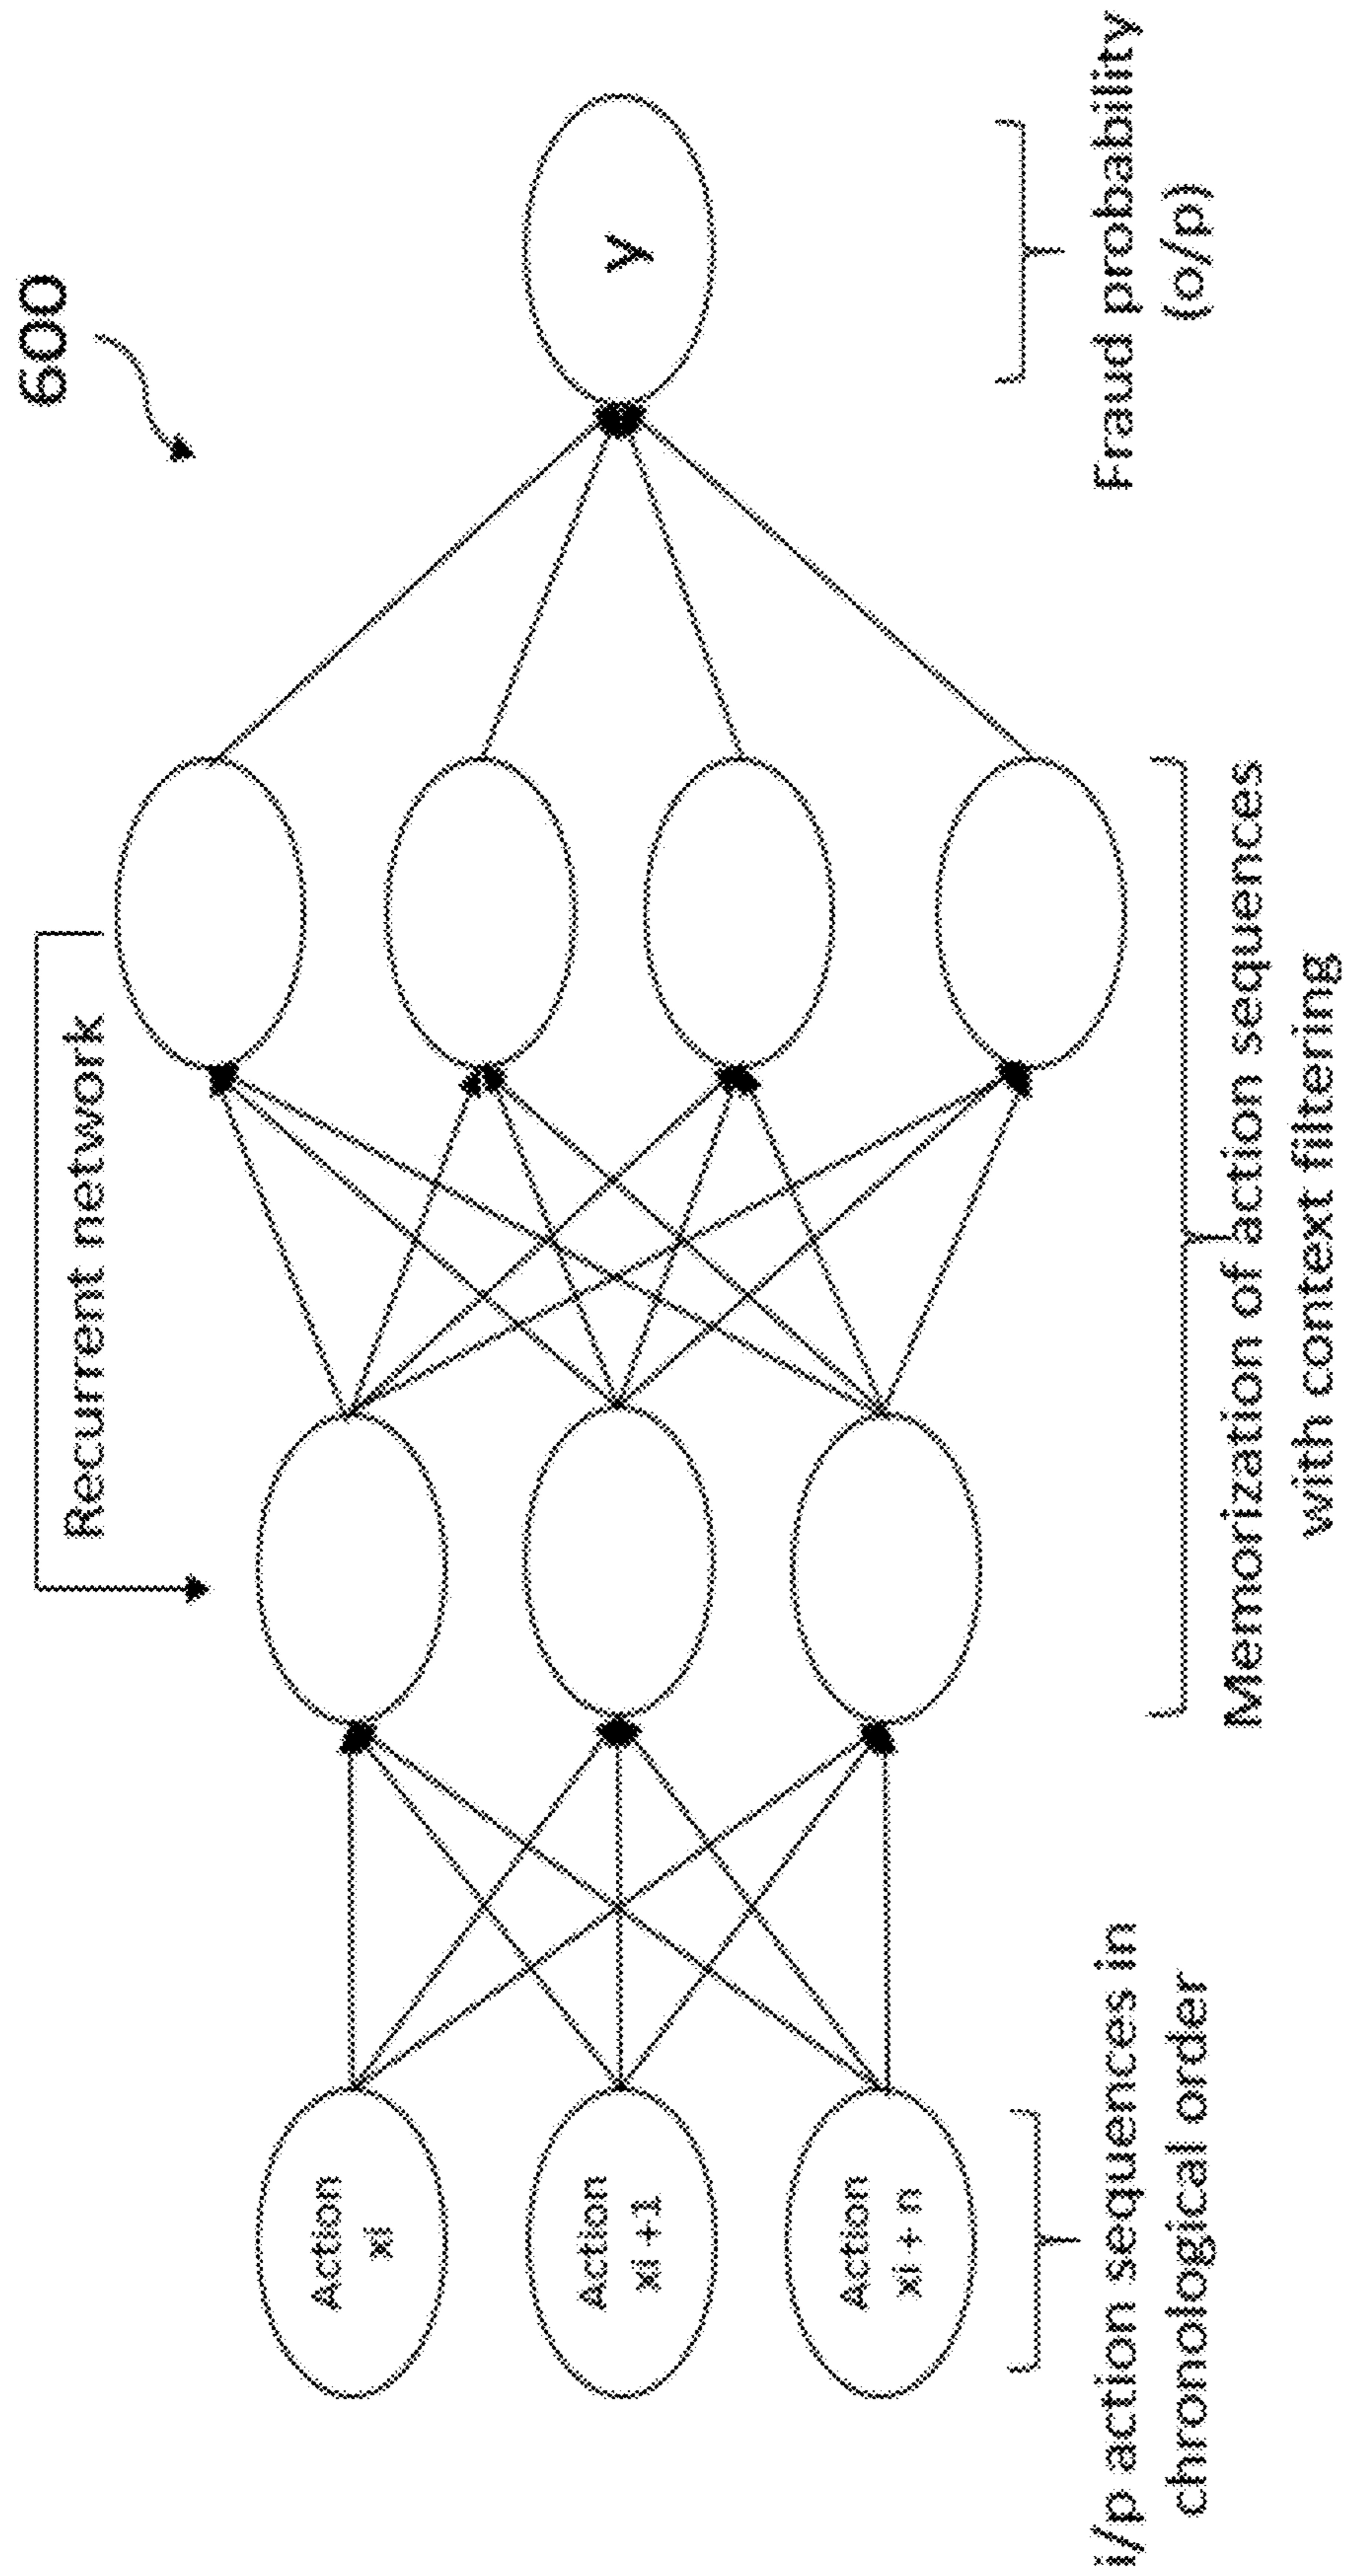 600
Recurrent network
Action
xi
Action
xi +1
Action
xi + n
y
i/p action sequences in
chronological order
Memorization of action sequences
with context filtering
Fraud probability
(o/p)